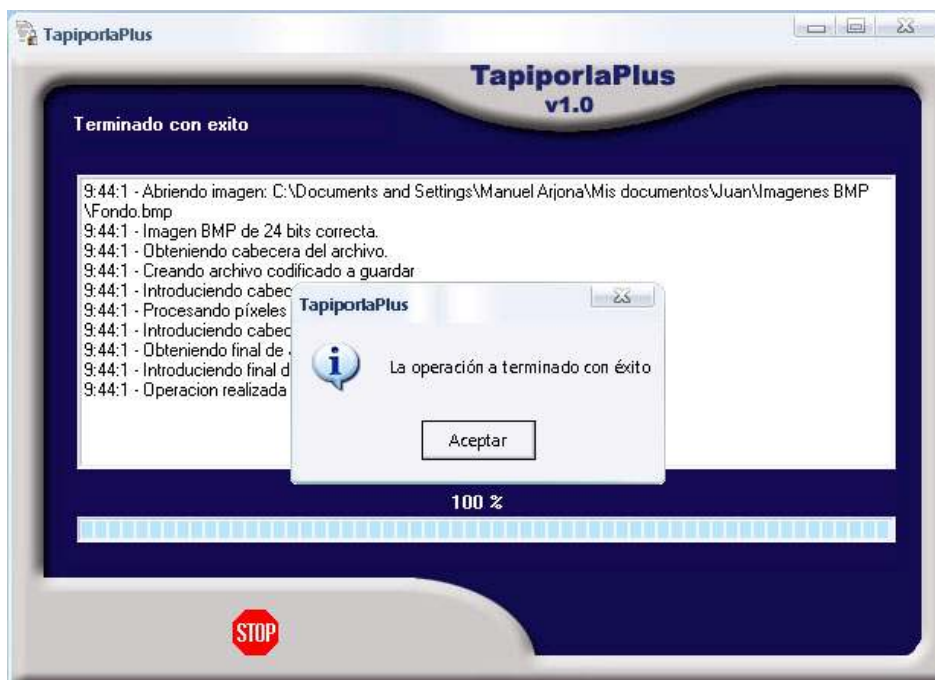 TapiporlaPlus
TapiporlaPlus
v1.0
Terminado con exito
9:44:1 - Abriendo imagen: C:\Documents and Settings\Manuel Arjona\Mis documentos\Juan\Imagenes BMP
\Fondo.bmp
9:44:1 - Imagen BMP de 24 bits correcta.
9:44:1 - Obteniendo cabecera del archivo.
9:44:1 - Creando archivo codificado a guardar
9:44:1 - Introduciendo cabec
9:44:1 - Procesando píxeles
9:44:1 - Introduciendo cabec
9:44:1 - Obteniendo final de
9:44:1 - Introduciendo final d
9:44:1 - Operacion realizada
TapiporlaPlus
La operación a terminado con éxito
Aceptar
100 %
STOP